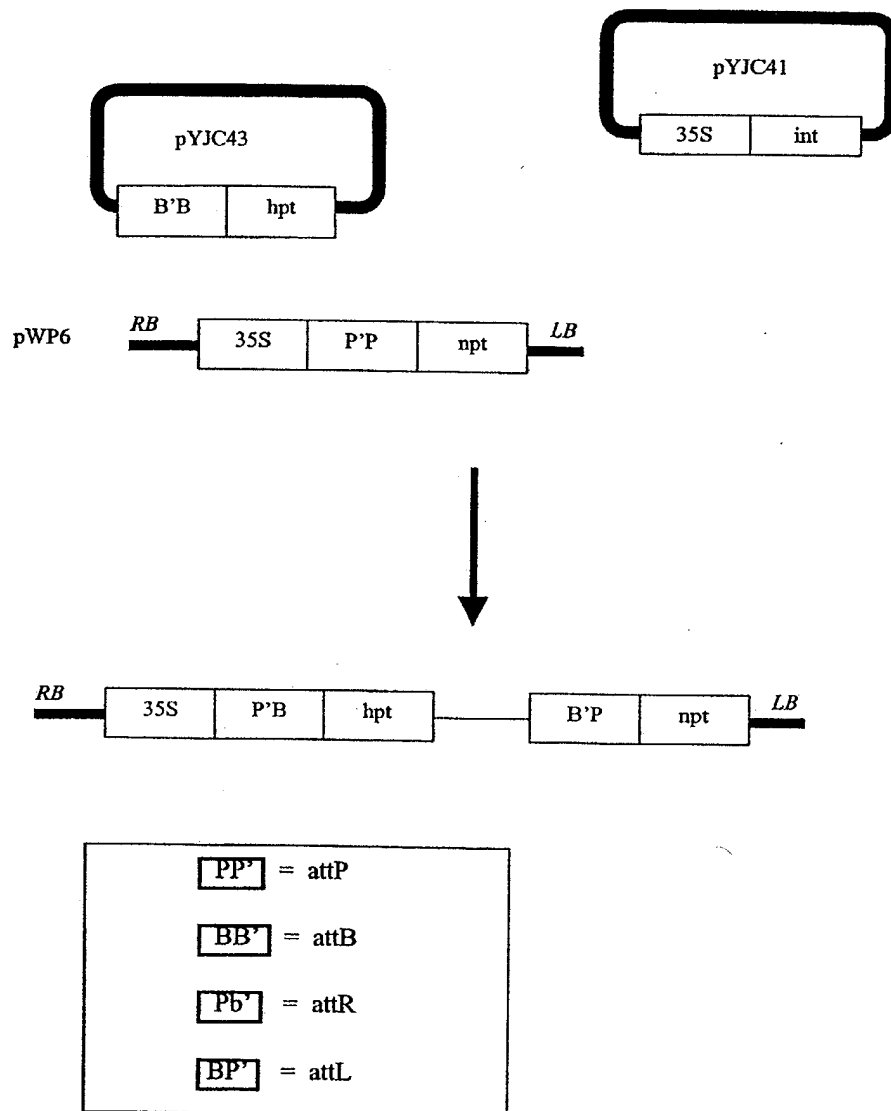 pYJC41
35S int
pYJC43
B'B hpt
pWP6 RB 35S P'P npt LB
RB 35S P'B hpt B'P npt LB
PP' = attP
BB' = attB
Pb' = attR
BP' = attL